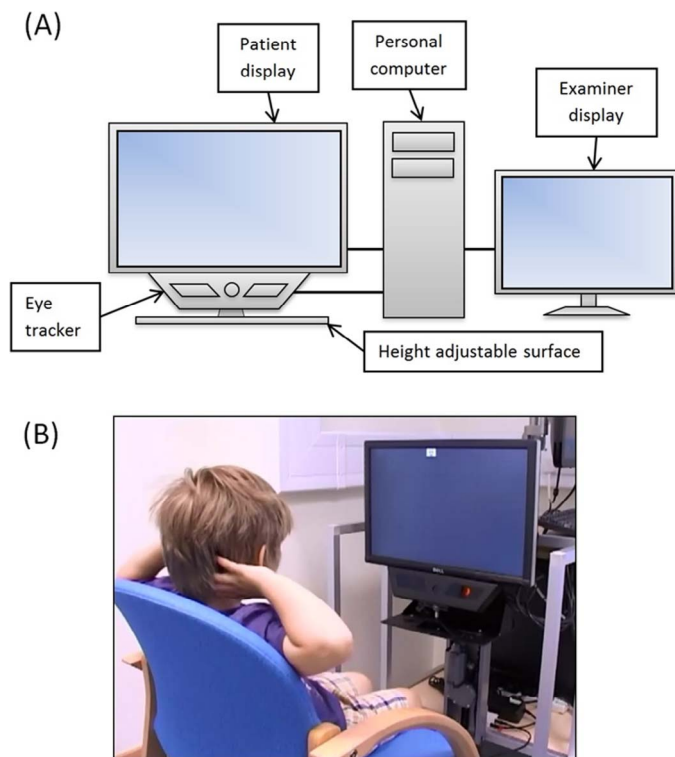 (A)
Patient
display
Personal
computer
Examiner
display
Eye
tracker
Height adjustable surface
(B)
DELL